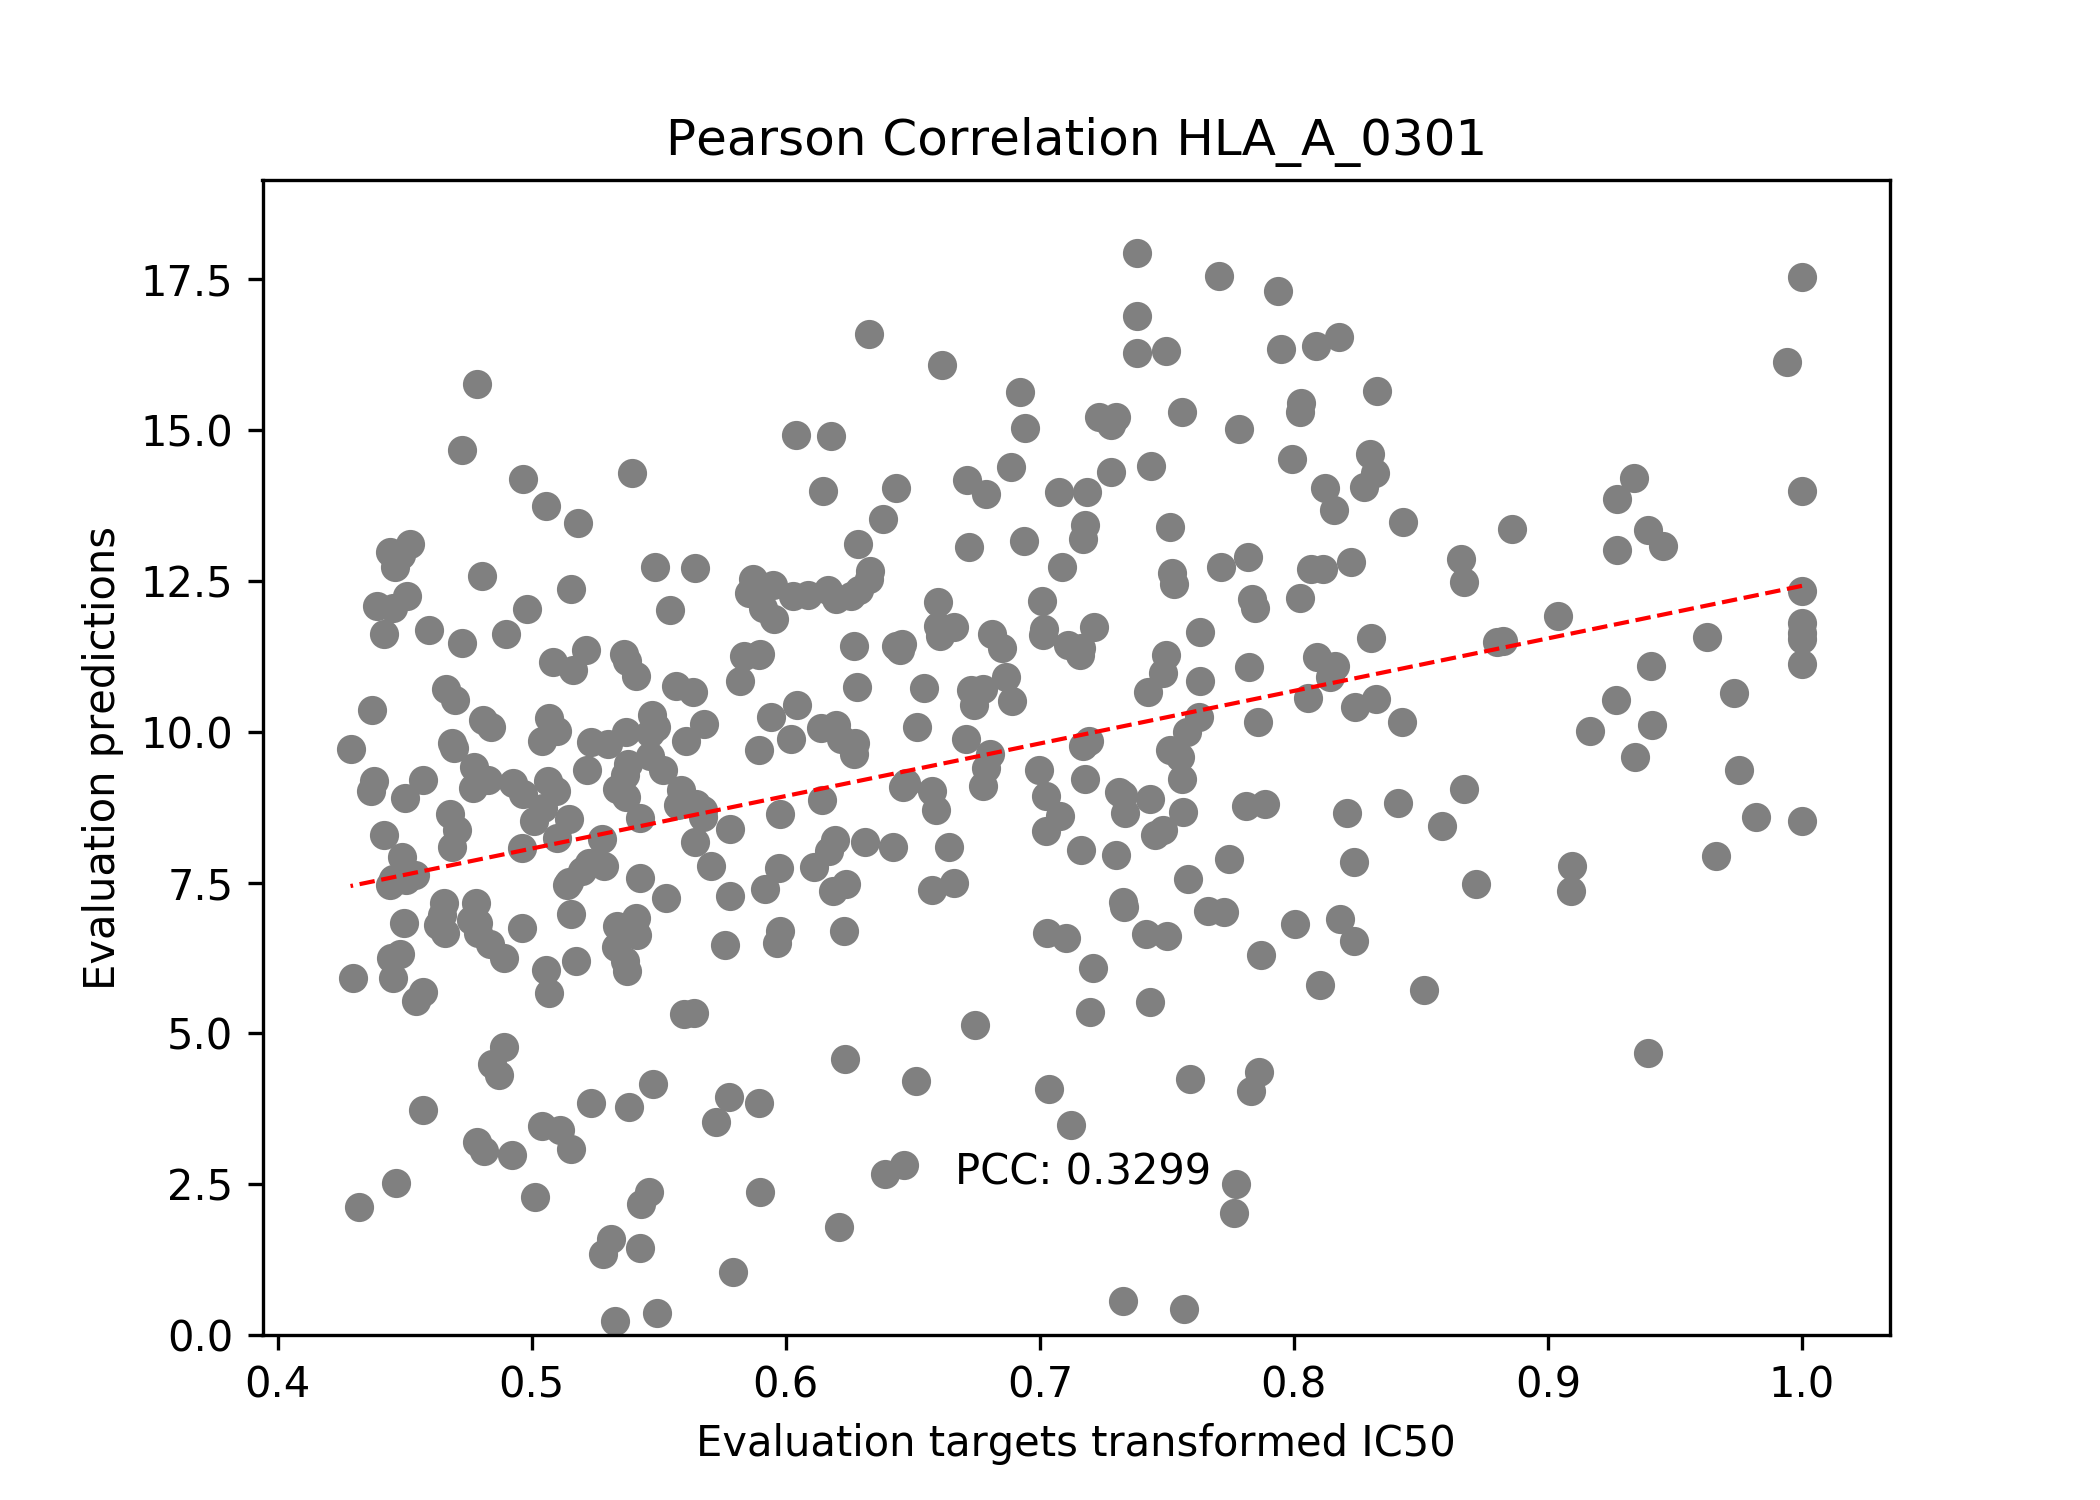 Pearson Correlation HLA_A_0301
17.5
15.0
12.5
10.0
7.5
5.0
2.5
0.0
Evaluation predictions
PCC: 0.3299
0.4 0.5 0.6 0.7 0.8 0.9 1.0
Evaluation targets transformed IC50